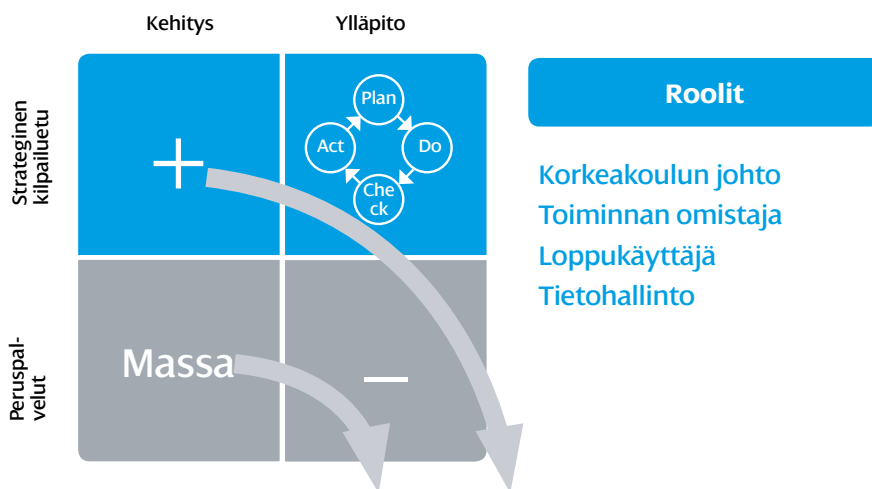 Kehitys
Ylläpito
Strateginen
kilpailuetu
Plan
Act
Do
Che
ck
Peruspal-
velut
Massa
Roolit
Korkeakoulun johto
Toiminnan omistaja
Loppukäyttäjä
Tietohallinto